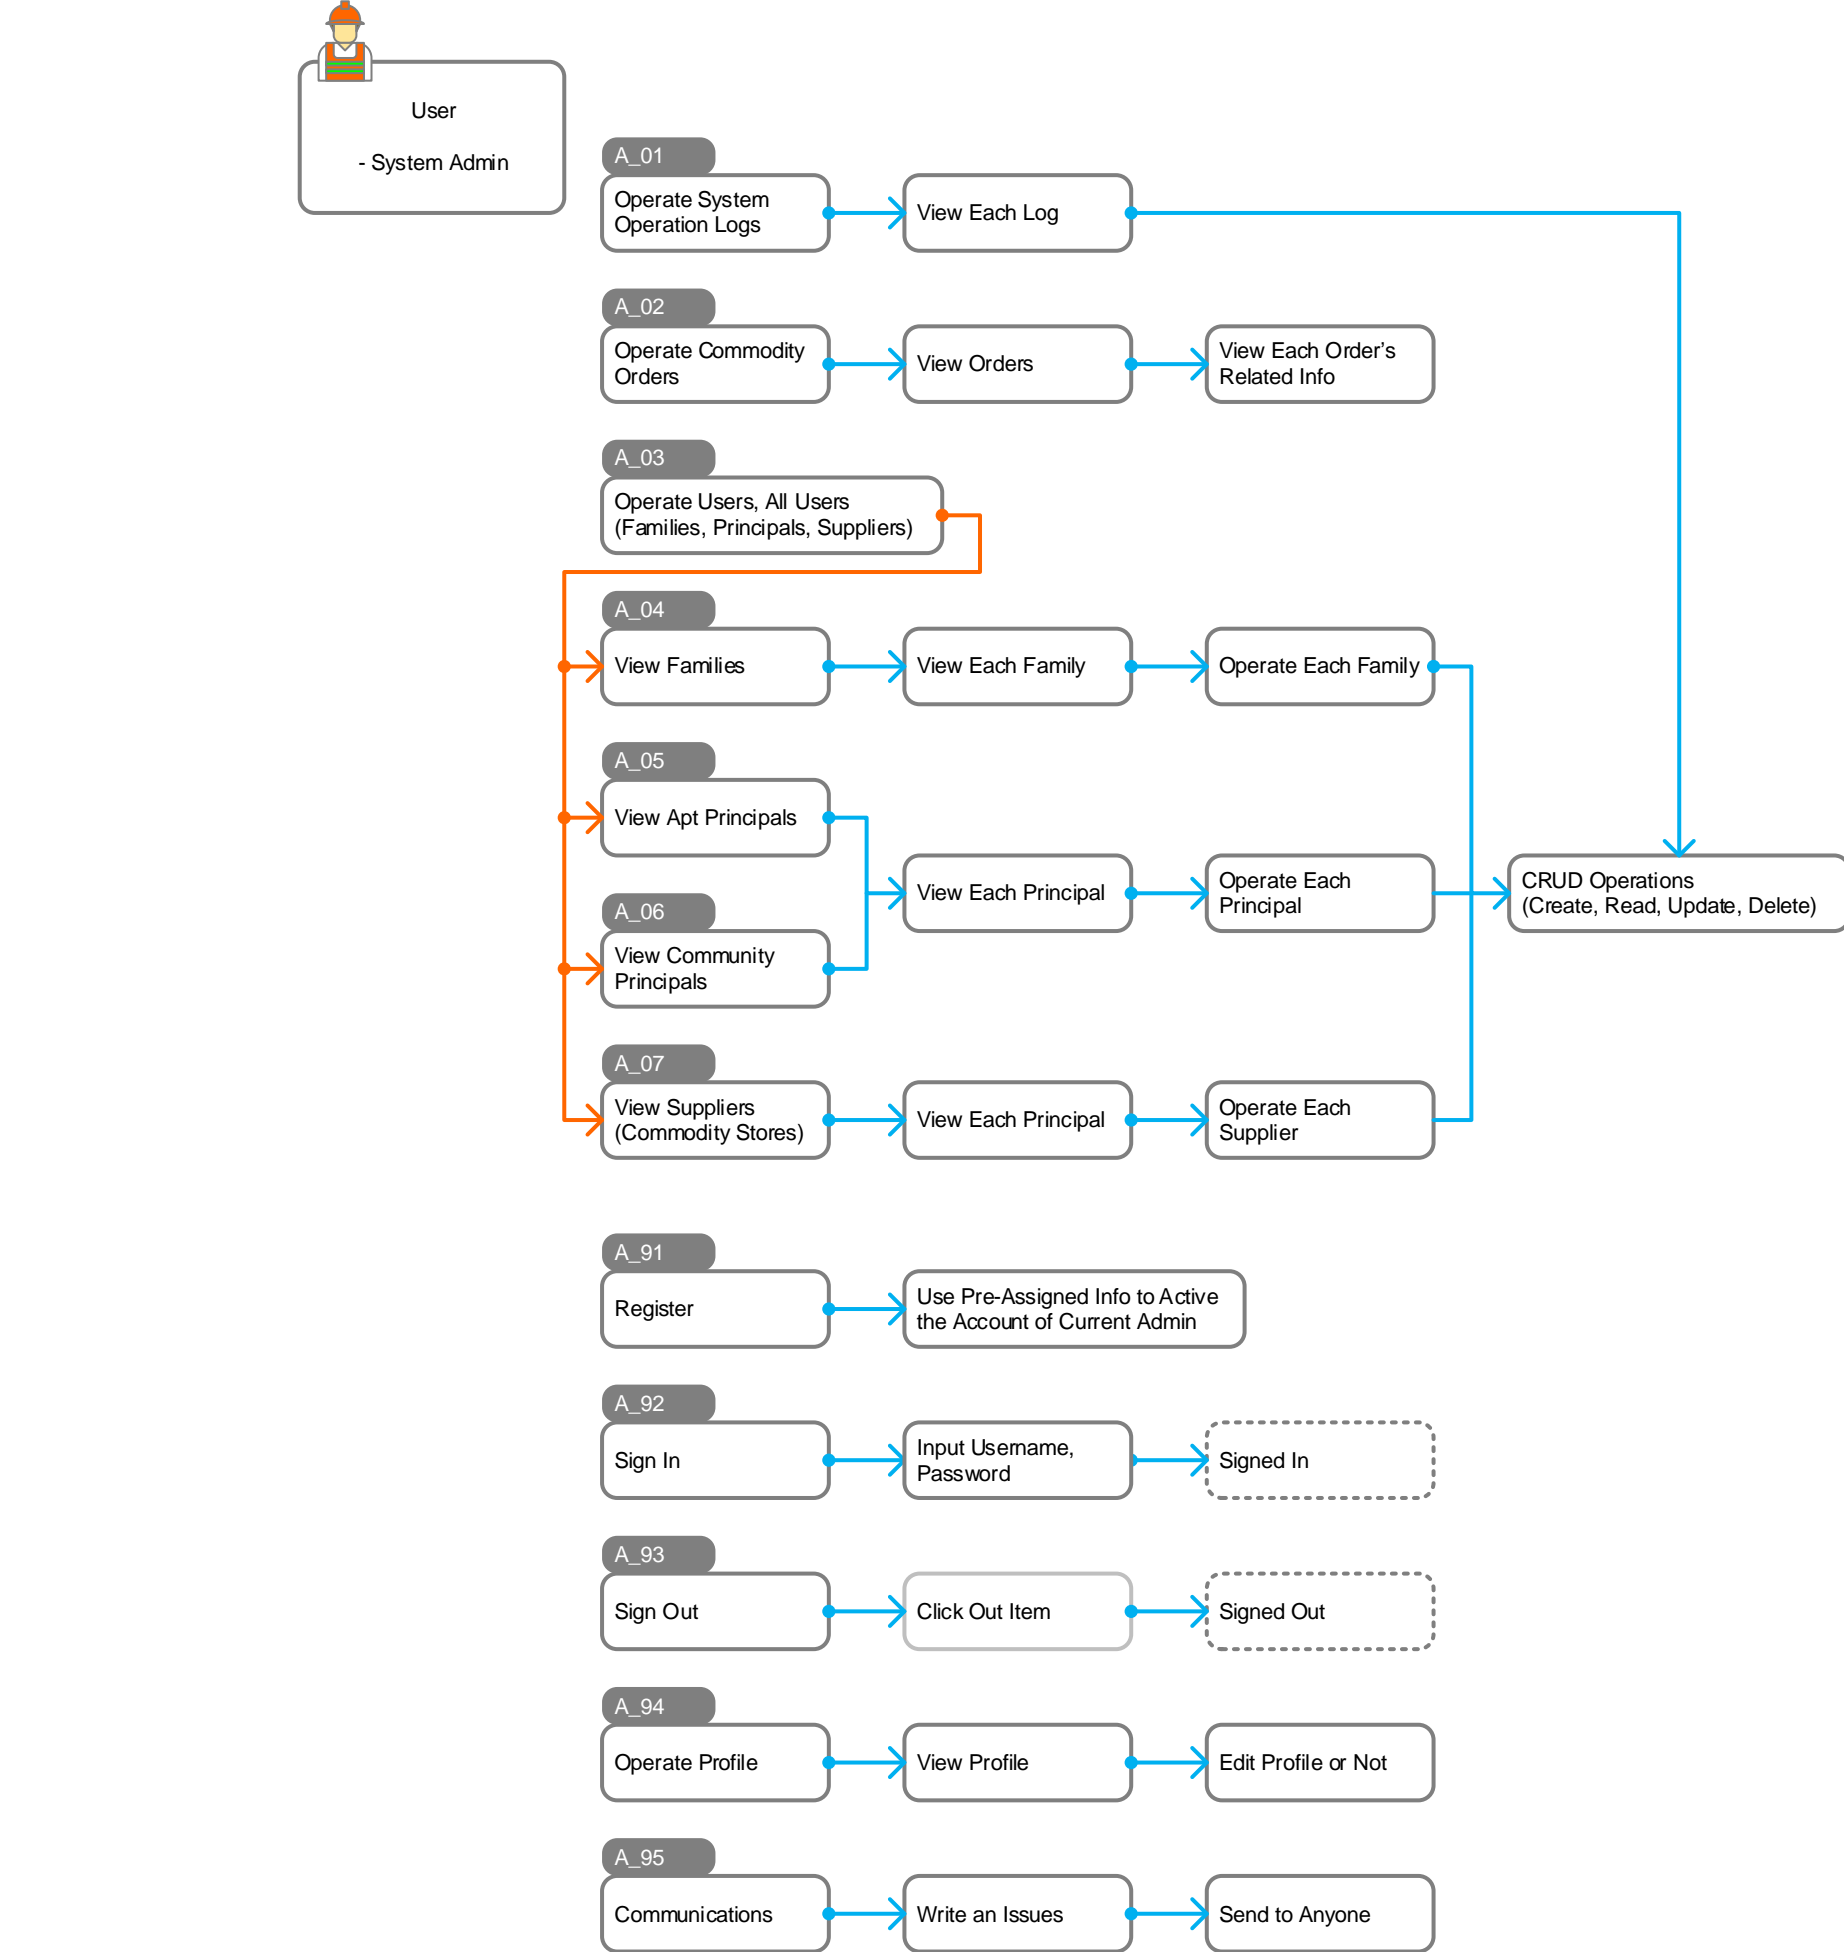 User
- System Admin
A_01
Operate System
Operation Logs
View Each Log
A_02
Operate Commodity
Orders
View Orders
View Each Order’s
Related Info
A_03
Operate Users, All Users
(Families, Principals, Suppliers)
A_04
View Families
View Each Family
Operate Each Family
A_05
View Apt Principals
A_06
View Community
Principals
View Each Principal
Operate Each
Principal
CRUD Operations
(Create, Read, Update, Delete)
A_07
View Suppliers
(Commodity Stores)
View Each Principal
Operate Each
Supplier
A_91
Register
Use Pre-Assigned Info to Active
the Account of Current Admin
A_92
Sign In
Input Username,
Password
Signed In
A_93
Sign Out
Click Out Item
Signed Out
A_94
Operate Profile
View Profile
Edit Profile or Not
A_95
Communications
Write an Issues
Send to Anyone